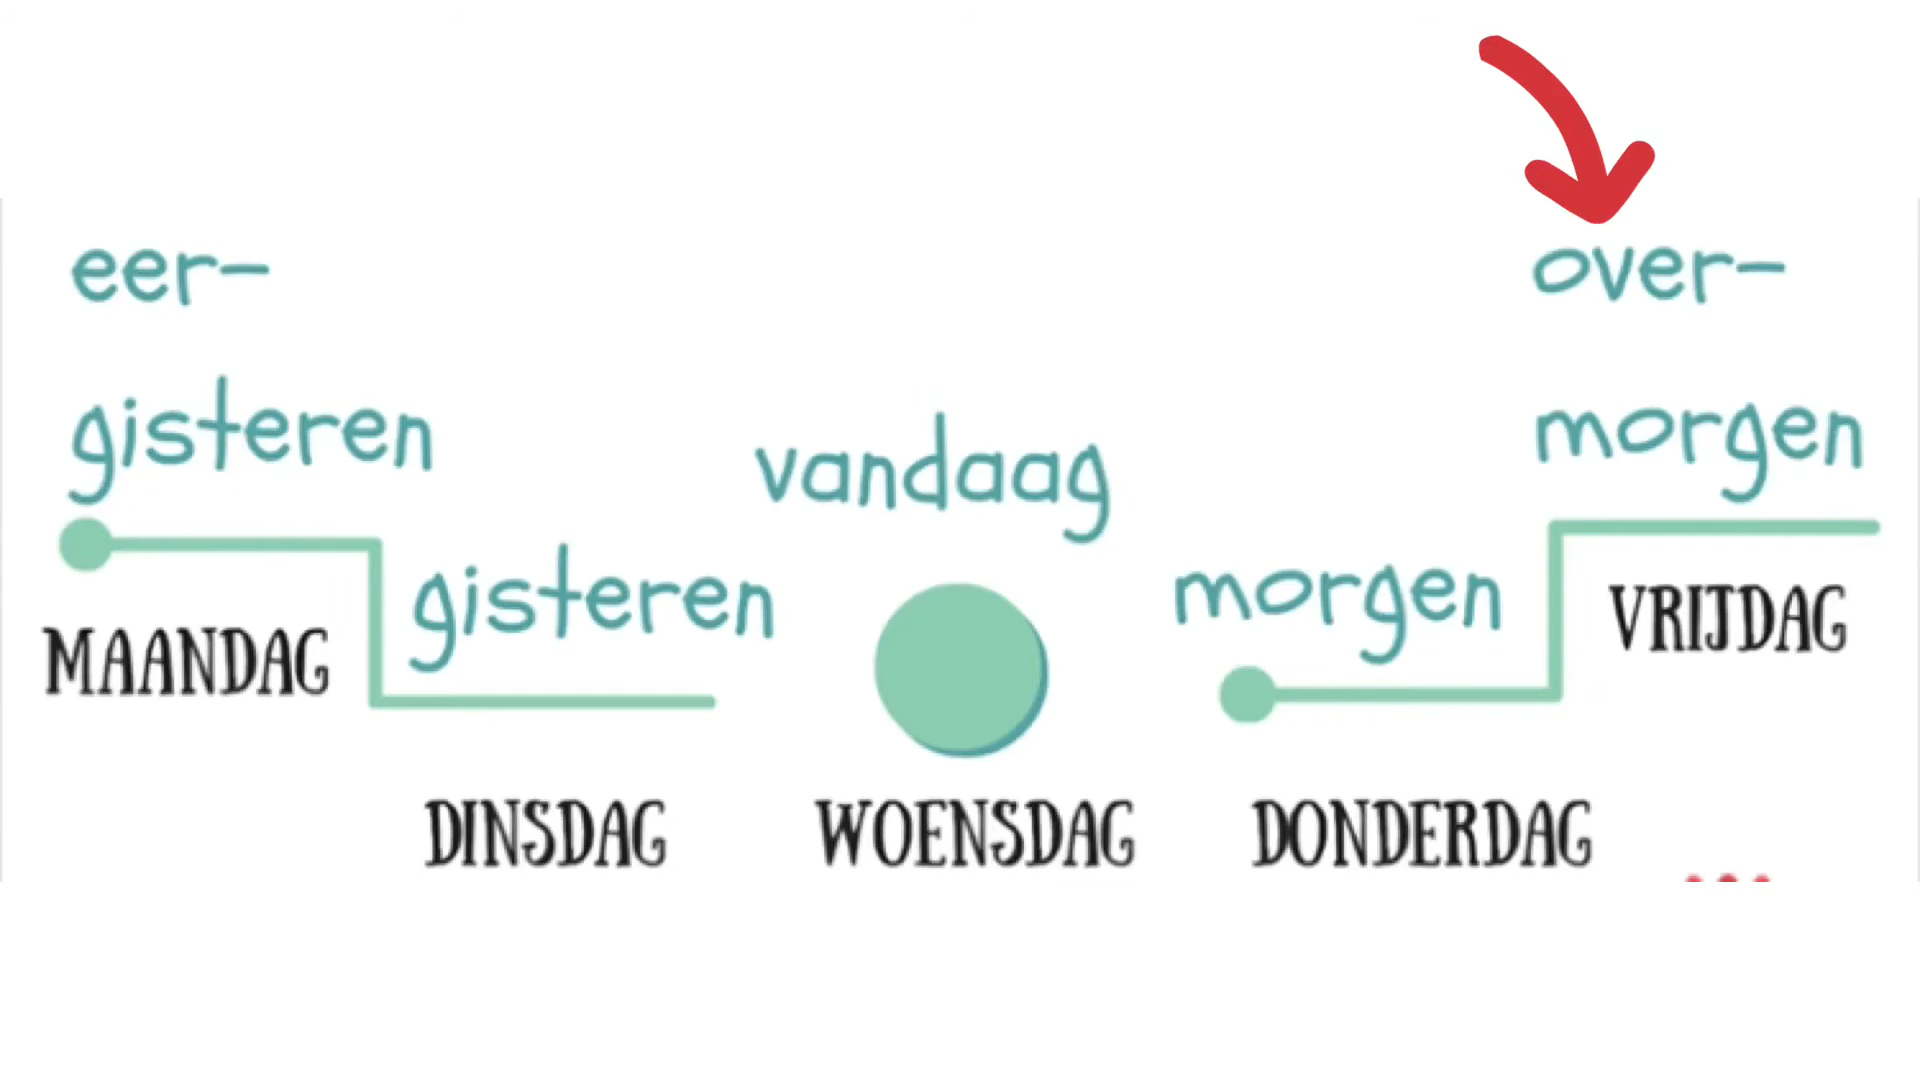 eer-
gisteren
MAANDAG
gisteren
DINSDAG
vandaag
WOENSDAG
morgen
DONDERDAG
over-
morgen
VRIJDAG